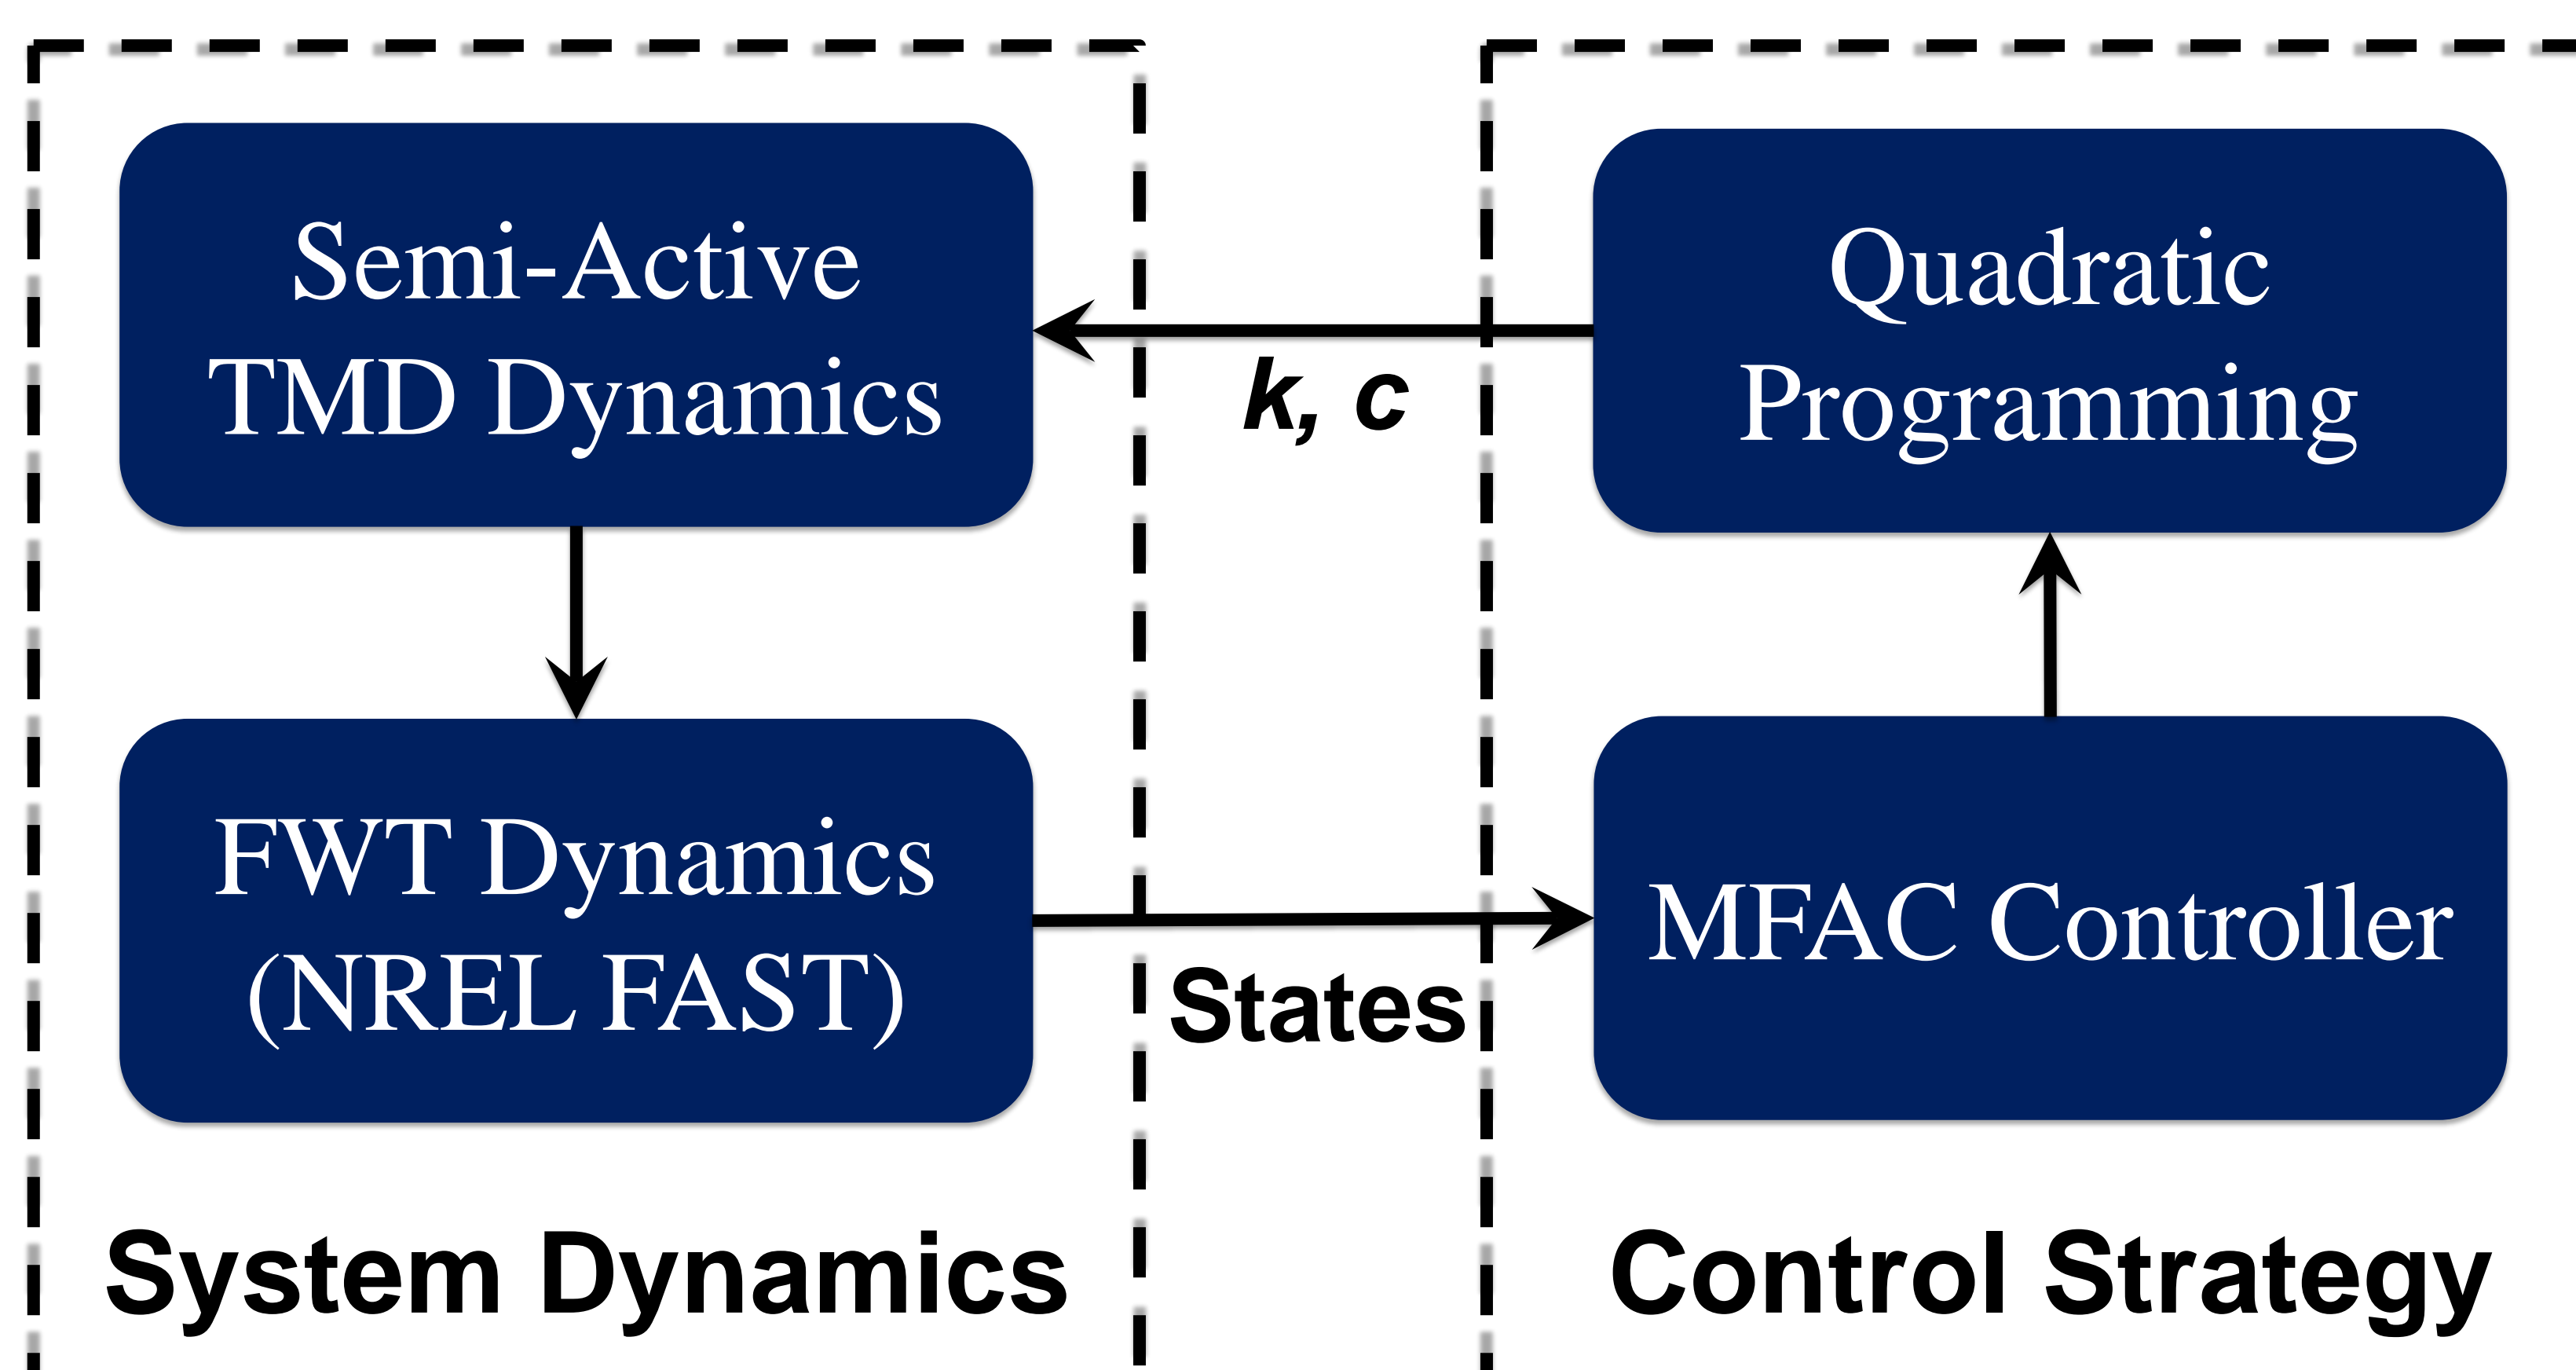 Semi-Active
TMD Dynamics
k, c
Quadratic
Programming
FWT Dynamics
(NREL FAST)
States
MFAC Controller
System Dynamics
Control Strategy